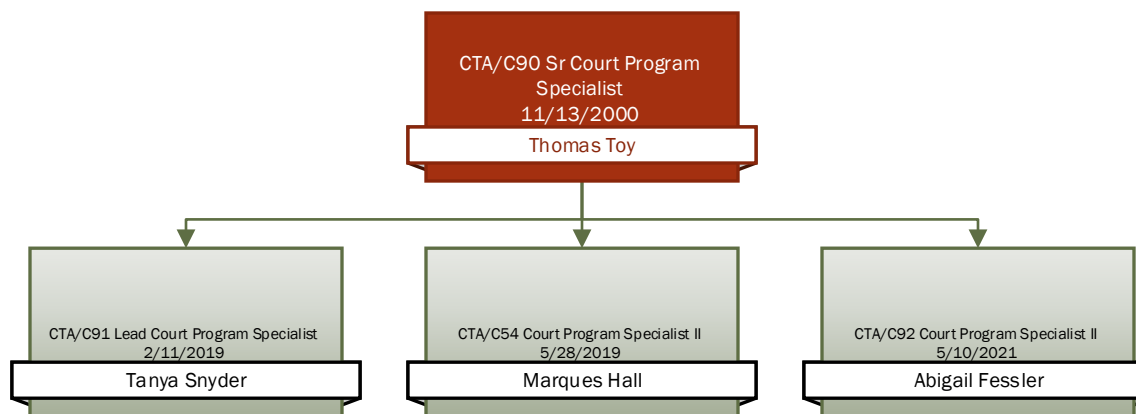 CTA/C90 Sr Court Program
Specialist
11/13/2000
Thomas Toy
CTA/C91 Lead Court Program Specialist
2/11/2019
Tanya Snyder
CTA/C54 Court Program Specialist II
5/28/2019
Marques Hall
CTA/C92 Court Program Specialist II
5/10/2021
Abigail Fessler